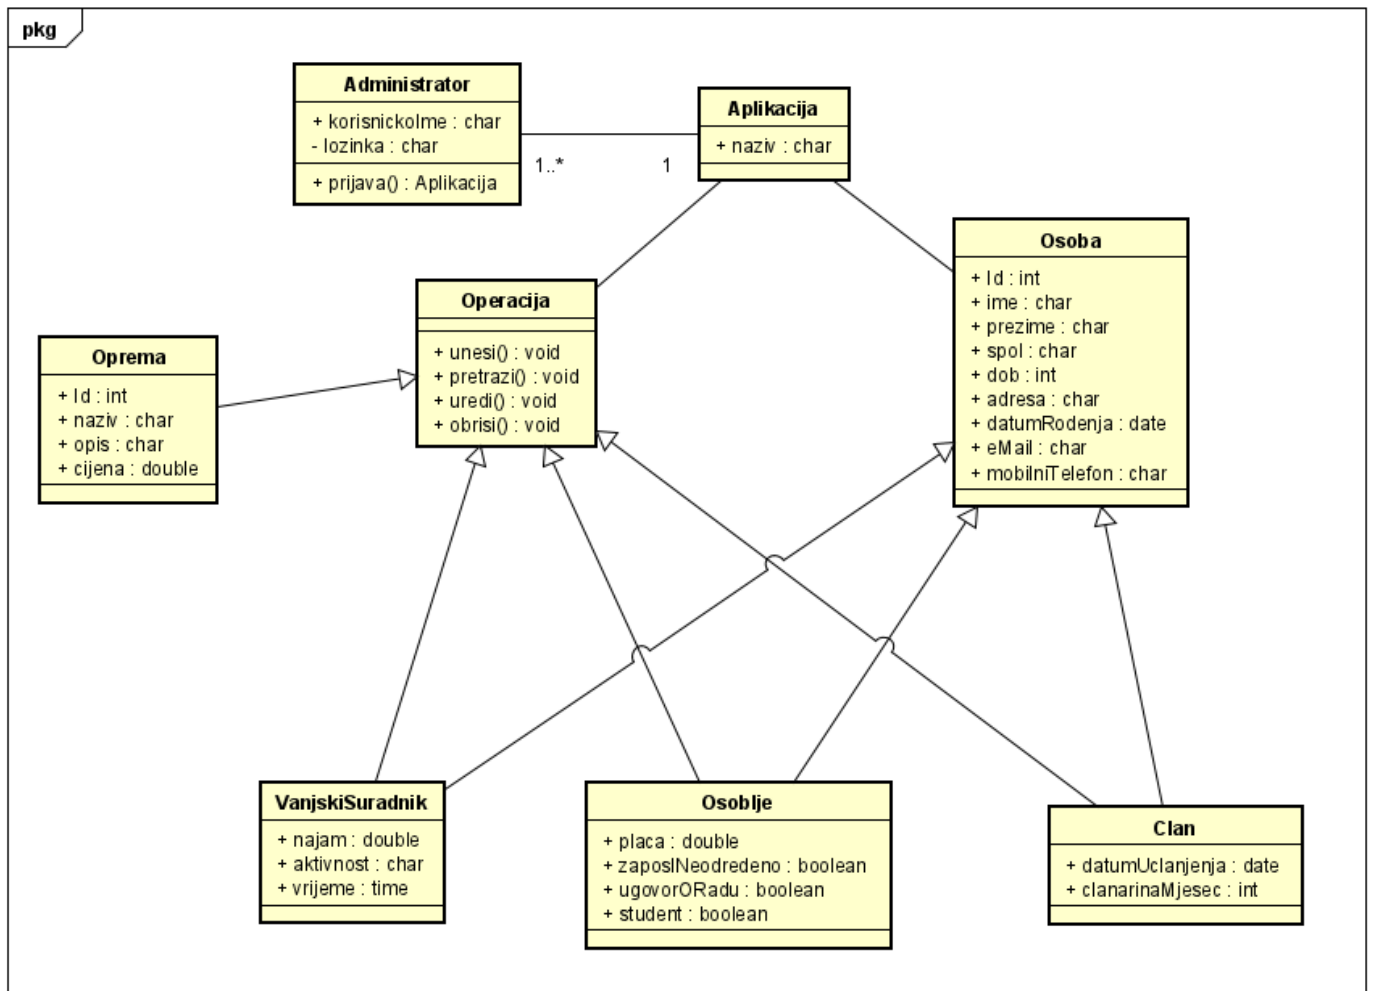 pkg
Administrator
+ korisnickoIme : char
- lozinka : char
+ prijava() : Aplikacija
1..*
1
Aplikacija
+ naziv : char
Osoba
+ Id : int
+ ime : char
+ prezime : char
+ spol : char
+ dob : int
+ adresa : char
+ datumRodenja : date
+ eMail : char
+ mobilniTelefon : char
Operacija
+ unesi() : void
+ pretrazi() : void
+ uredi() : void
+ obrisi() : void
Oprema
+ Id : int
+ naziv : char
+ opis : char
+ cijena : double
VanjskiSuradnik
+ najam : double
+ aktivnost : char
+ vrijeme : time
Osoblje
+ placa : double
+ zaposlNeodredeno : boolean
+ ugovorORadu : boolean
+ student : boolean
Clan
+ datumUclanjenja : date
+ clanarinaMjesec : int